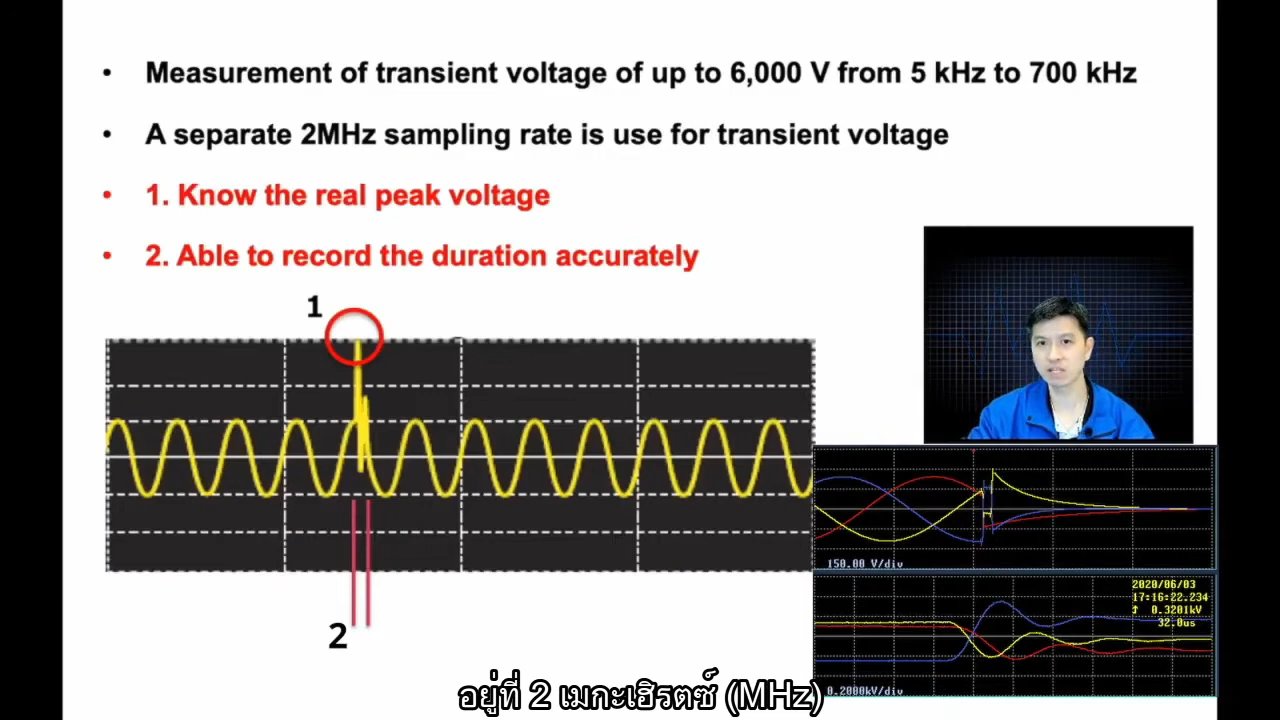 • Measurement of transient voltage of up to 6,000 V from 5 kHz to 700 kHz
• A separate 2MHz sampling rate is use for transient voltage
• 1. Know the real peak voltage
• 2. Able to record the duration accurately
1
2
150.00 V/div
2020/06/03
17:16:22.234
0.3201kV
32.0us
0.2000kV/div
อยู่ที่ 2 เมกะเฮิรตซ์ (MHz)